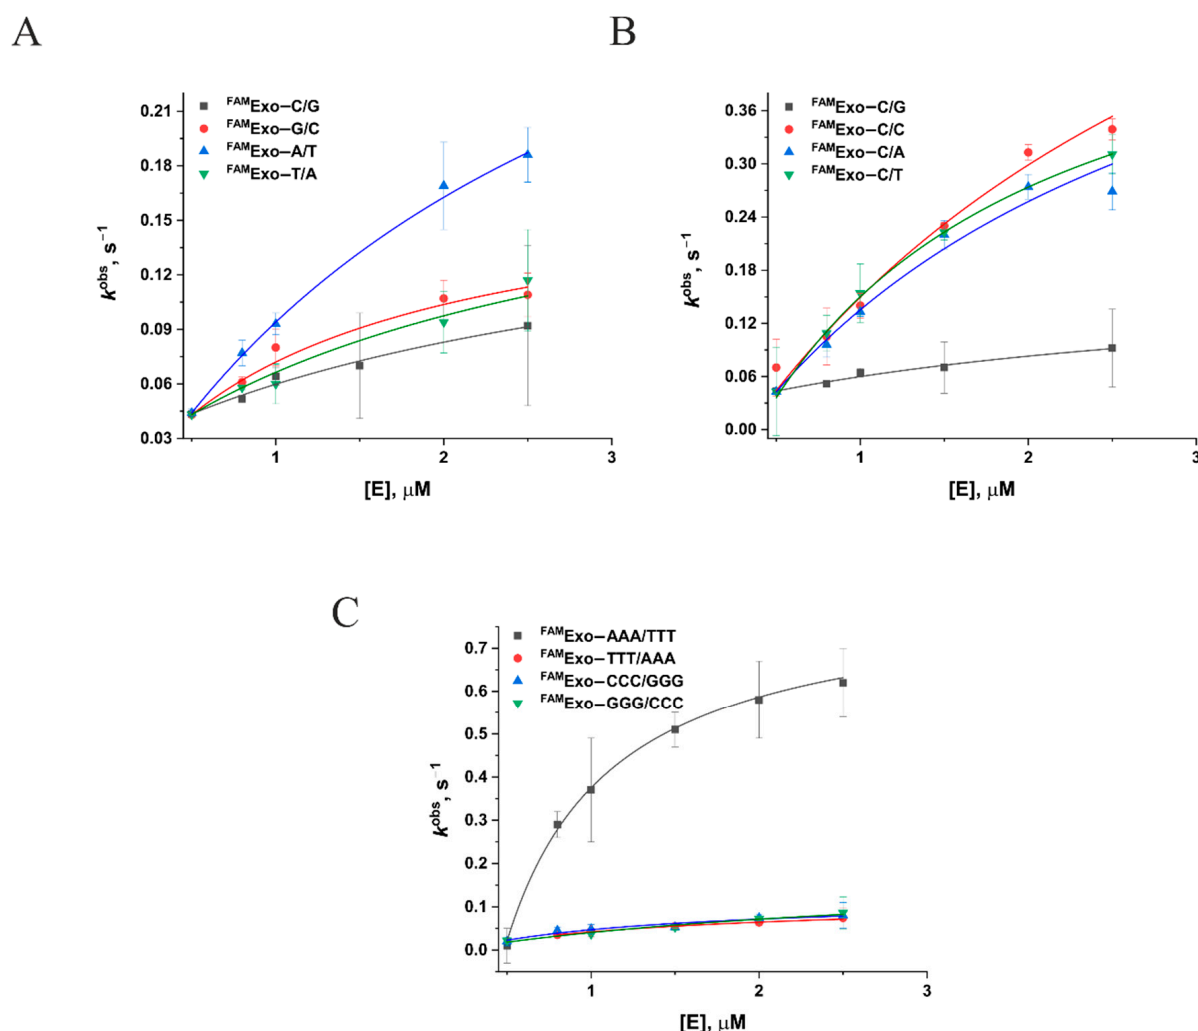 A
FAMExo–C/G
FAMExo–G/C
FAMExo–A/T
FAMExo–T/A
0.21
0.18
0.15
0.12
0.09
0.06
0.03
kobs, s−1
1
2
3
[E], μM
B
FAMExo–C/G
FAMExo–C/C
FAMExo–C/A
FAMExo–C/T
0.36
0.30
0.24
0.18
0.12
0.06
0.00
kobs, s−1
1
2
3
[E], μM
C
FAMExo–AAA/TTT
FAMExo–TTT/AAA
FAMExo–CCC/GGG
FAMExo–GGG/CCC
0.7
0.6
0.5
0.4
0.3
0.2
0.1
0.0
kobs, s−1
1
2
3
[E], μM